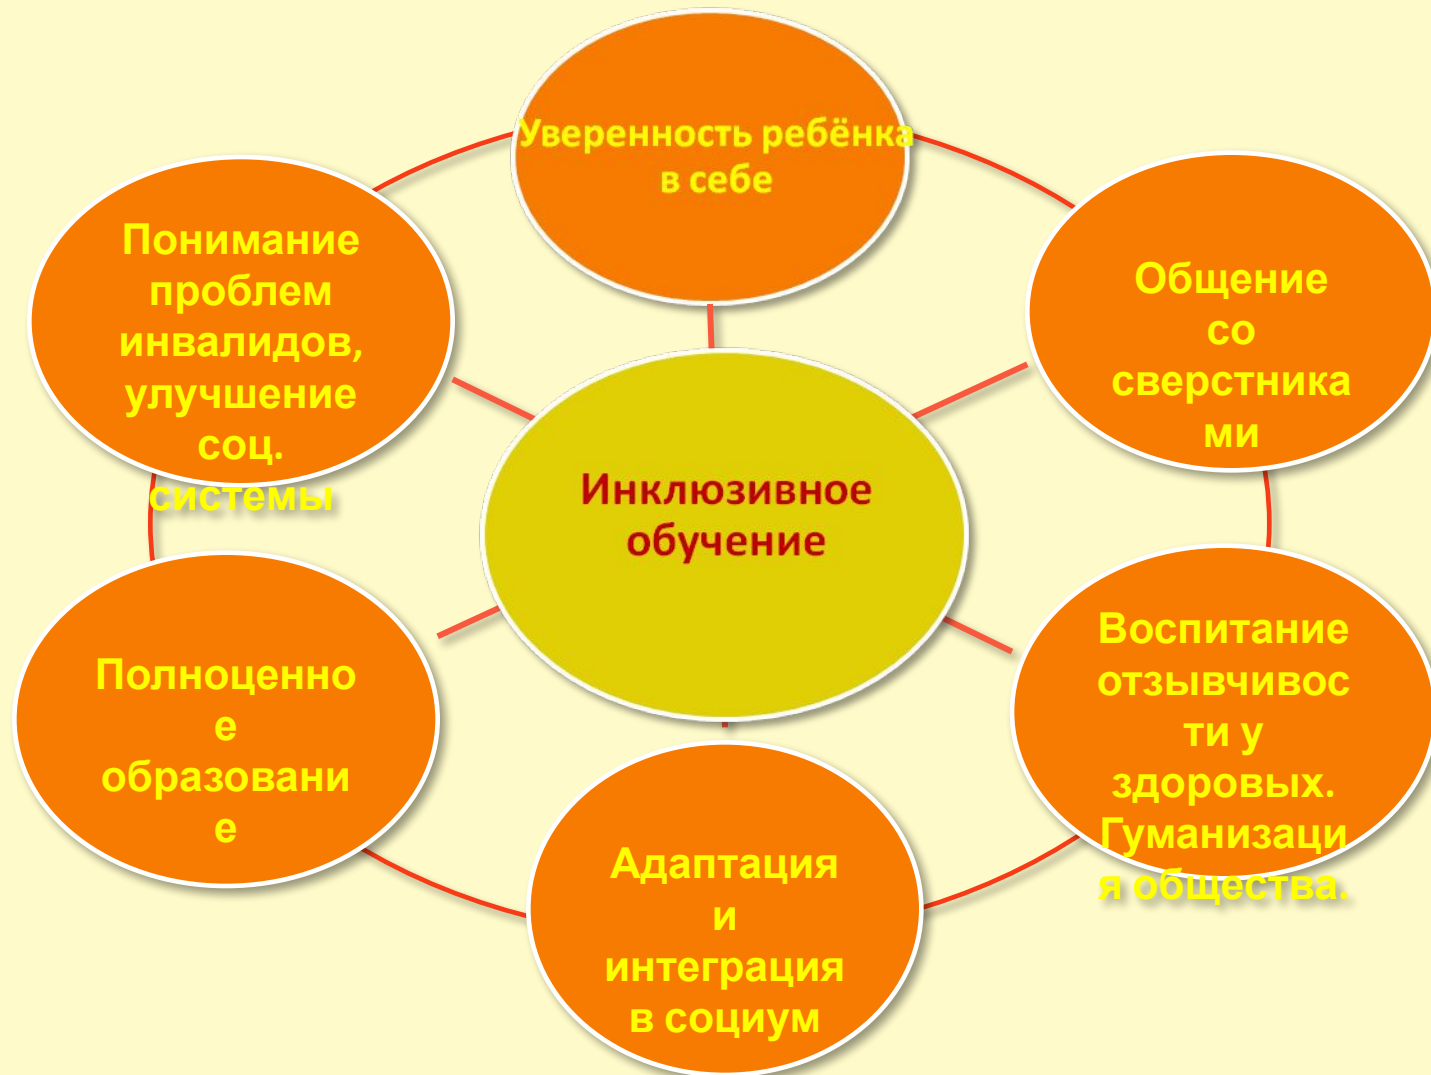 Уверенность ребёнка
в себе
Понимание
проблем
инвалидов,
улучшение
соц.
системы
Общение
со
сверстника
ми
Инклюзивное
обучение
Полноценно
е
образовани
е
Воспитание
отзывчивос
ти у
здоровых.
Гуманизаци
я общества.
Адаптация
и
интеграция
в социум